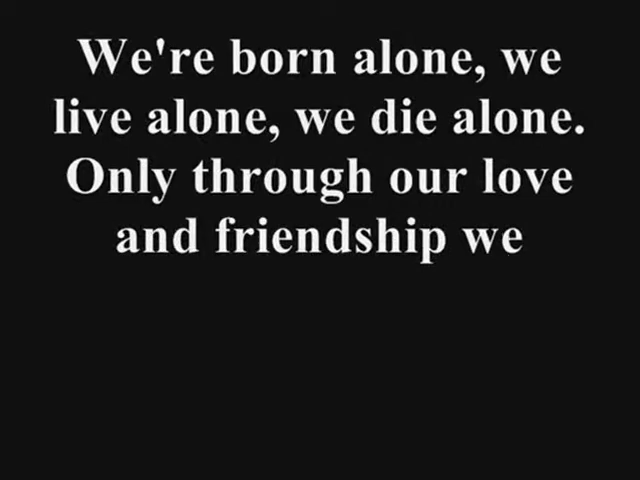 We're born alone, we
live alone, we die alone.
Only through our love
and friendship we